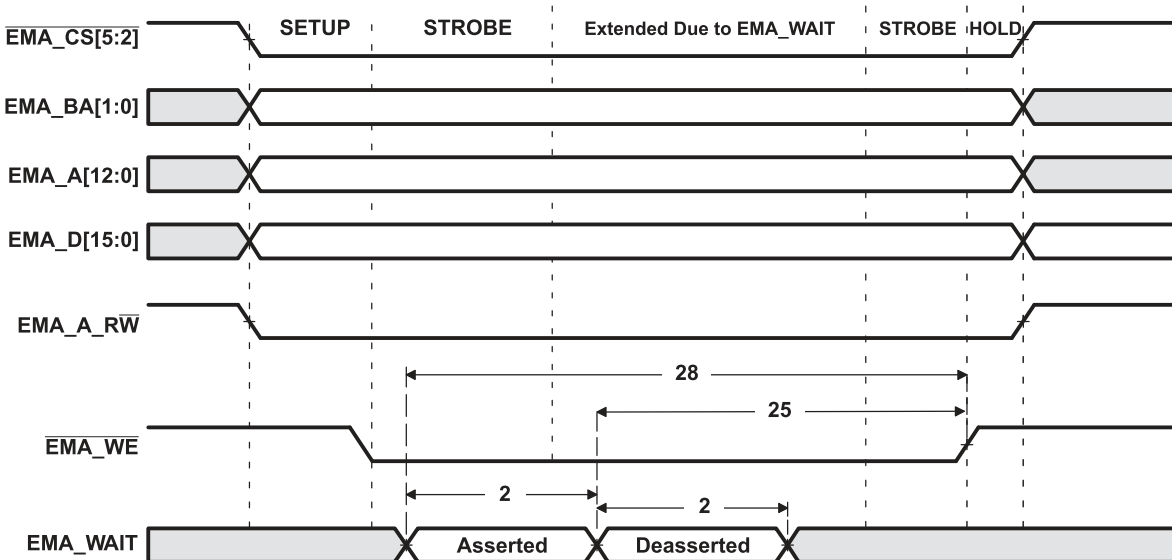 EMA_CS[5:2]
SETUP
STROBE
Extended Due to EMA_WAIT
STROBE
HOLD
EMA_BA[1:0]
EMA_A[12:0]
EMA_D[15:0]
EMA_A_RW
28
25
EMA_WE
2
2
EMA_WAIT
Asserted
Deasserted